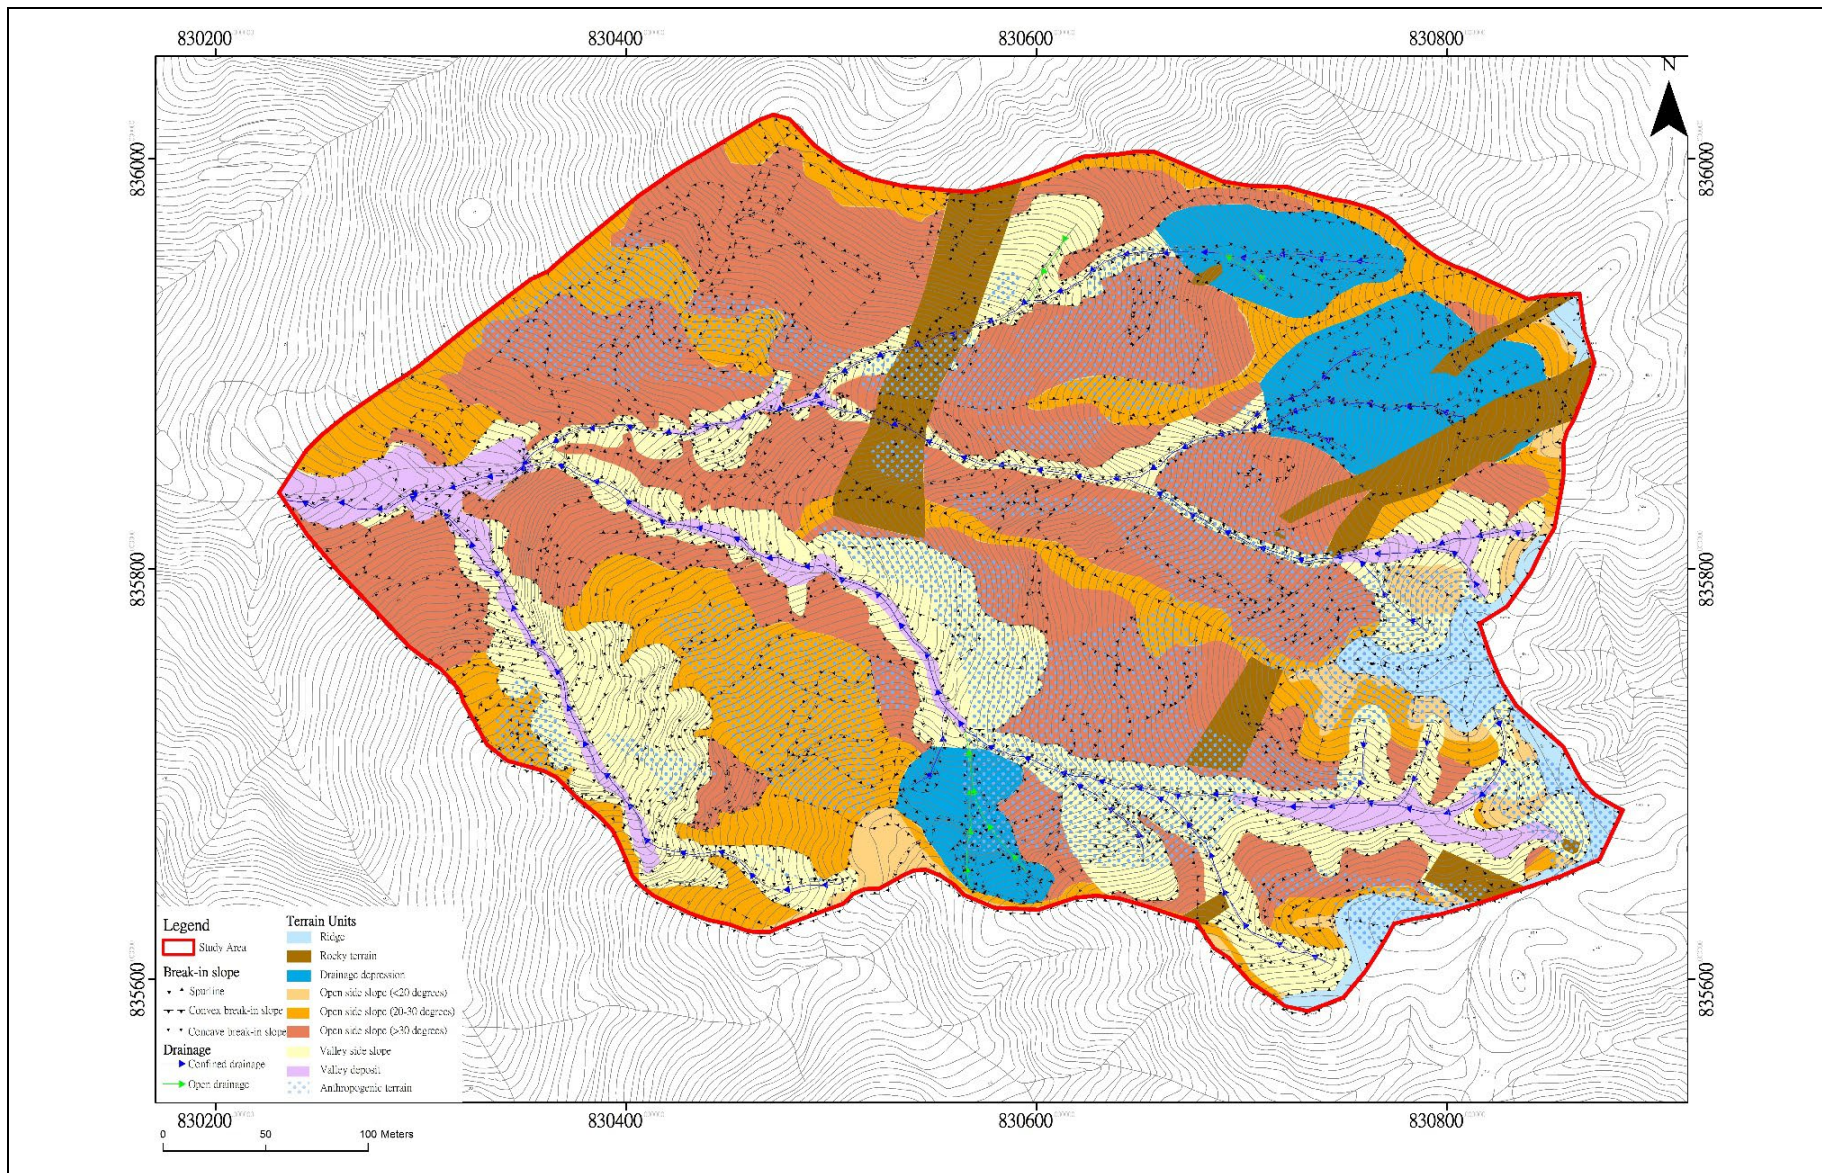 830200 830400 830600 830800
N
836000 836000
835800 835800
835600 835600
Legend
Study Area
Break-in slope
Spurline
Convex break-in slope
Concave break-in slope
Drainage
Confined drainage
Open drainage
Terrain Units
Ridge
Rocky terrain
Drainage depression
Open side slope (<20 degrees)
Open side slope (20-30 degrees)
Open side slope (>30 degrees)
Valley side slope
Valley deposit
Anthropogenic terrain
830200 830400 830600 830800
0 50 100 Meters